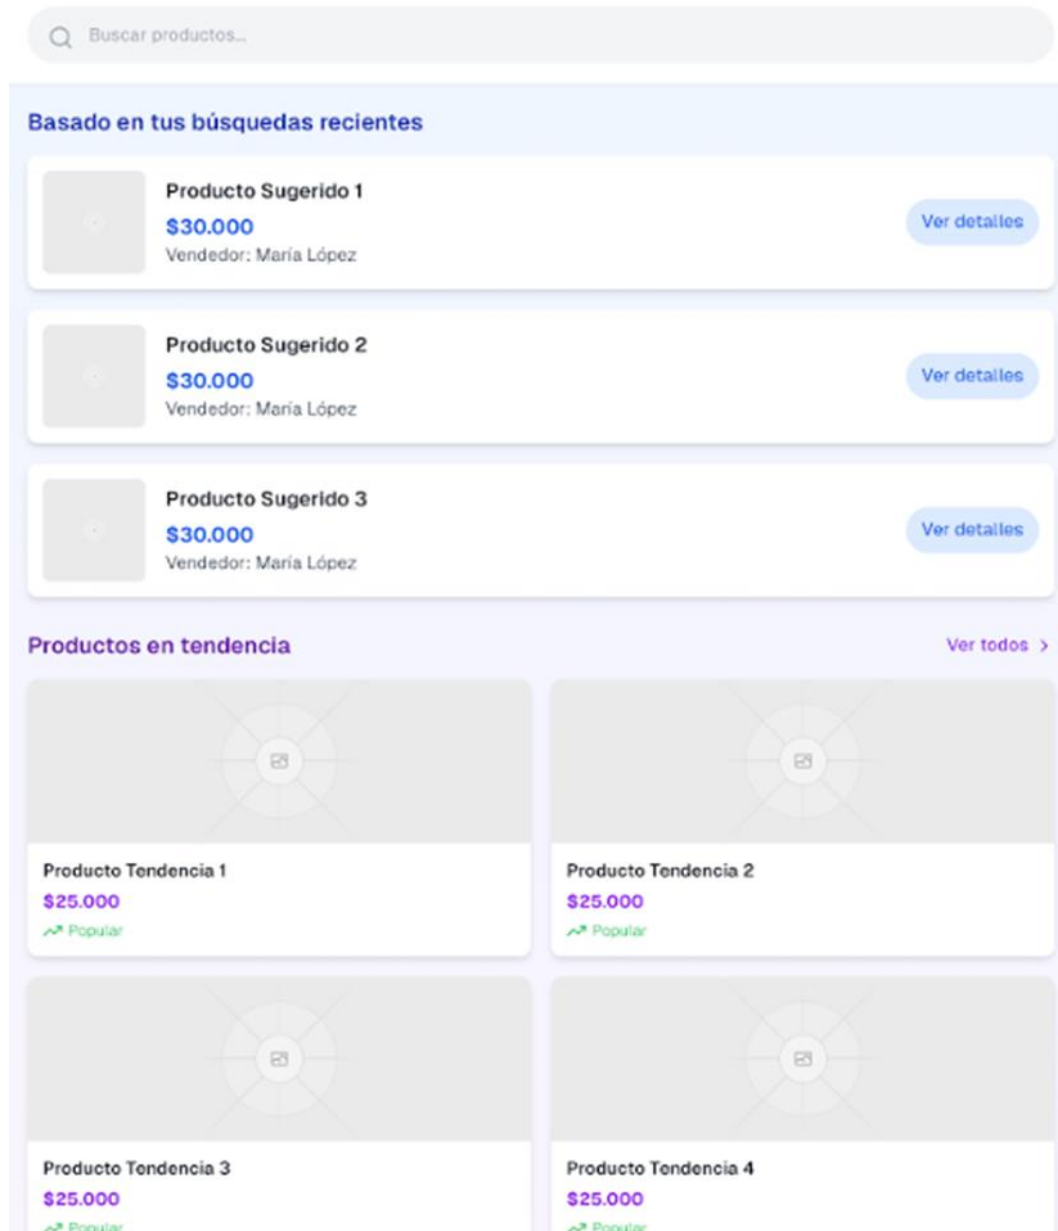 Buscar productos...
Basado en tus búsquedas recientes
Producto Sugerido 1
$30.000
Vendedor: María López
Ver detalles
Producto Sugerido 2
$30.000
Vendedor: María López
Ver detalles
Producto Sugerido 3
$30.000
Vendedor: María López
Ver detalles
Productos en tendencia
Ver todos >
Producto Tendencia 1
$25.000
Popular
Producto Tendencia 2
$25.000
Popular
Producto Tendencia 3
$25.000
Popular
Producto Tendencia 4
$25.000
Popular